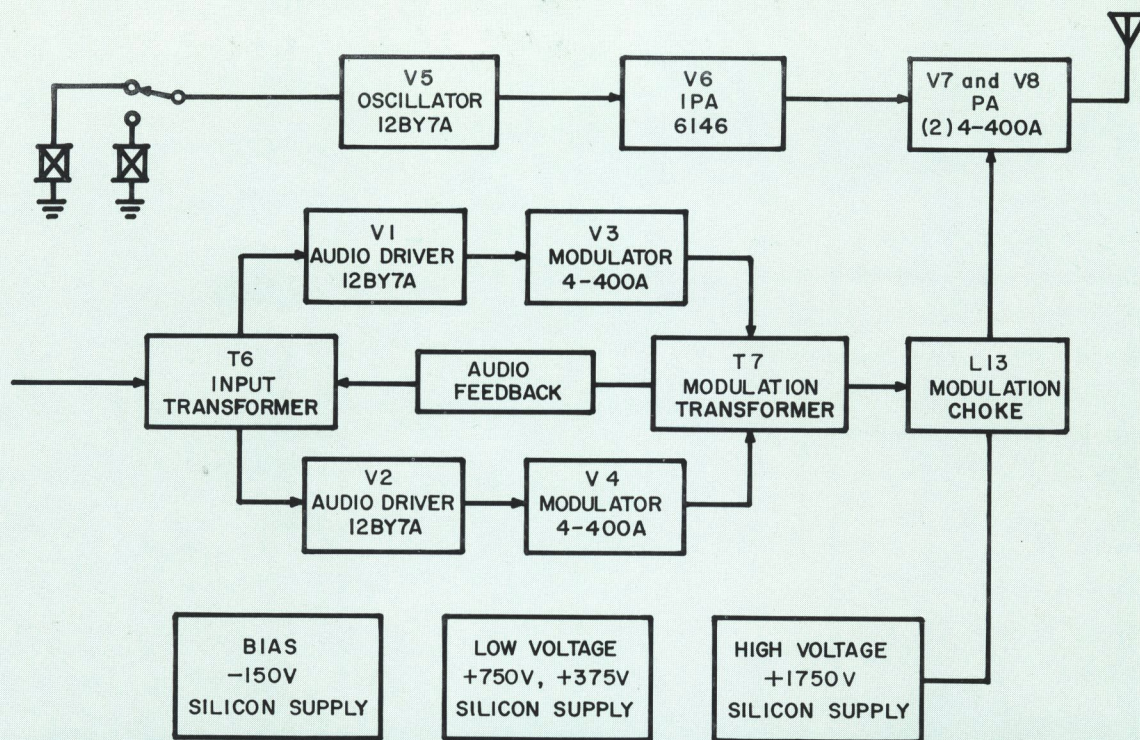 V5
OSCILLATOR
12BY7A
V6
IPA
6146
V7 and V8
PA
(2) 4-400A
V1
AUDIO DRIVER
12BY7A
V3
MODULATOR
4-400A
T6
INPUT
TRANSFORMER
AUDIO
FEEDBACK
T7
MODULATION
TRANSFORMER
L13
MODULATION
CHOKE
V2
AUDIO DRIVER
12BY7A
V4
MODULATOR
4-400A
BIAS
-150V
SILICON SUPPLY
LOW VOLTAGE
+750V, +375V
SILICON SUPPLY
HIGH VOLTAGE
+1750V
SILICON SUPPLY